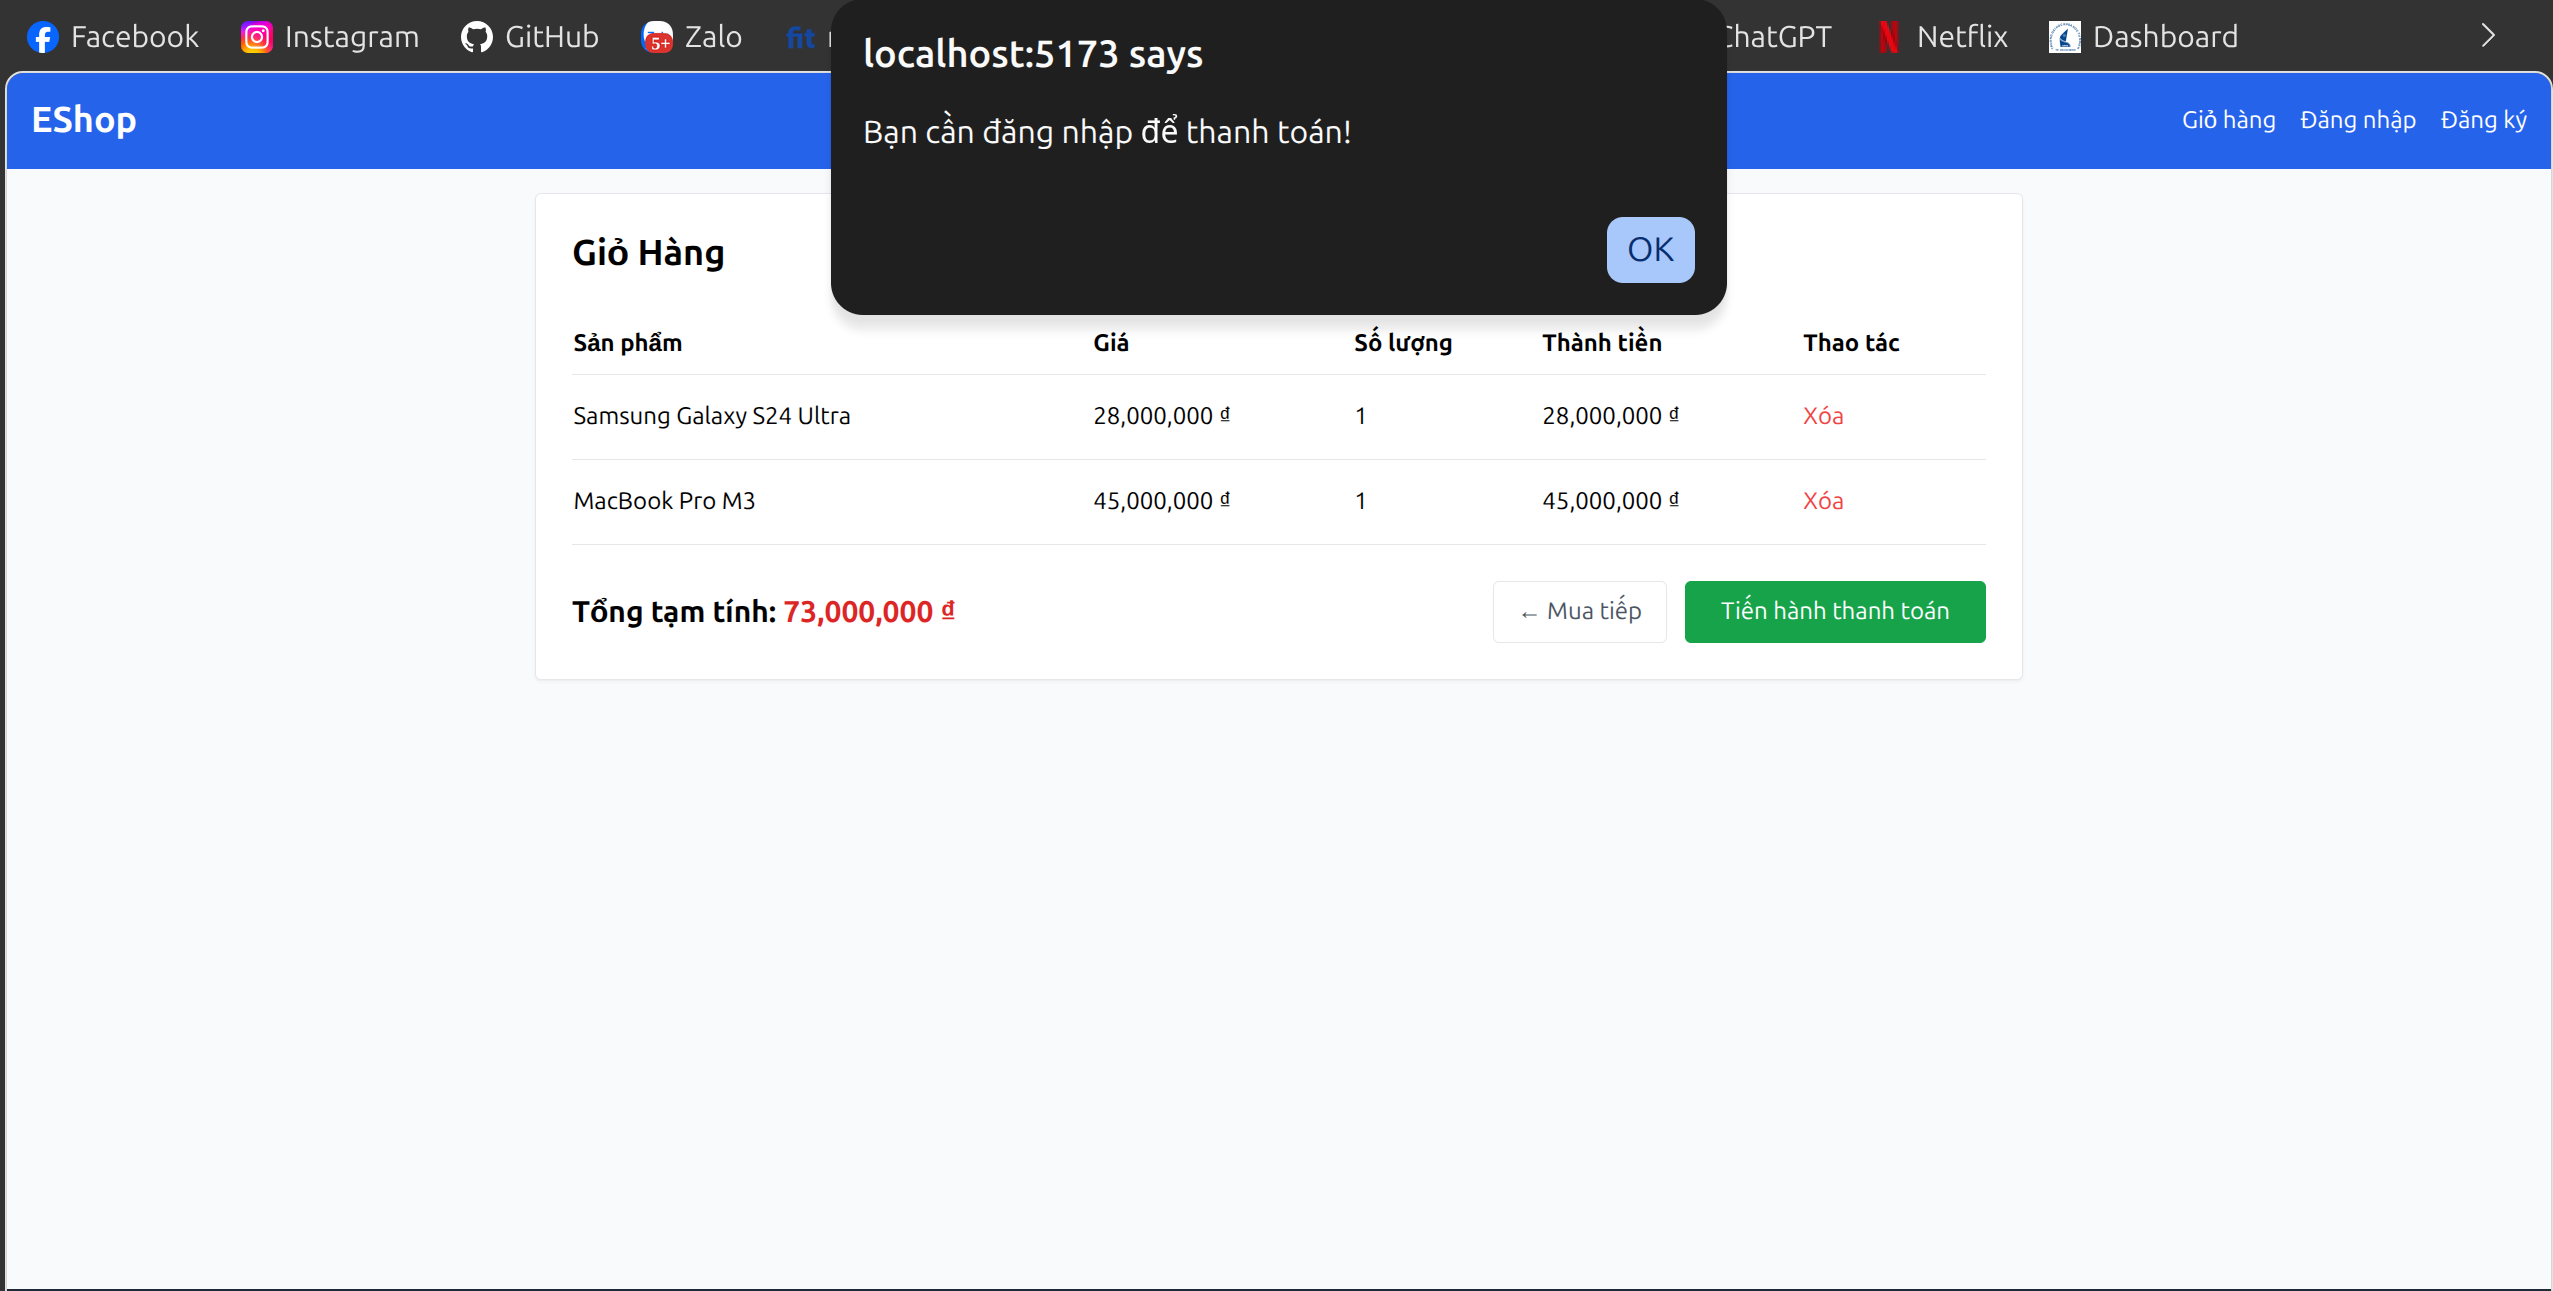 Facebook Instagram GitHub Zalo fit ChatGPT Netflix Dashboard
localhost:5173 says
Bạn cần đăng nhập để thanh toán!
OK
EShop Giỏ hàng Đăng nhập Đăng ký
Giỏ Hàng
Sản phẩm Giá Số lượng Thành tiền Thao tác
Samsung Galaxy S24 Ultra 28,000,000 ₫ 1 28,000,000 ₫ Xóa
MacBook Pro M3 45,000,000 ₫ 1 45,000,000 ₫ Xóa
Tổng tạm tính: 73,000,000 ₫ ← Mua tiếp Tiến hành thanh toán